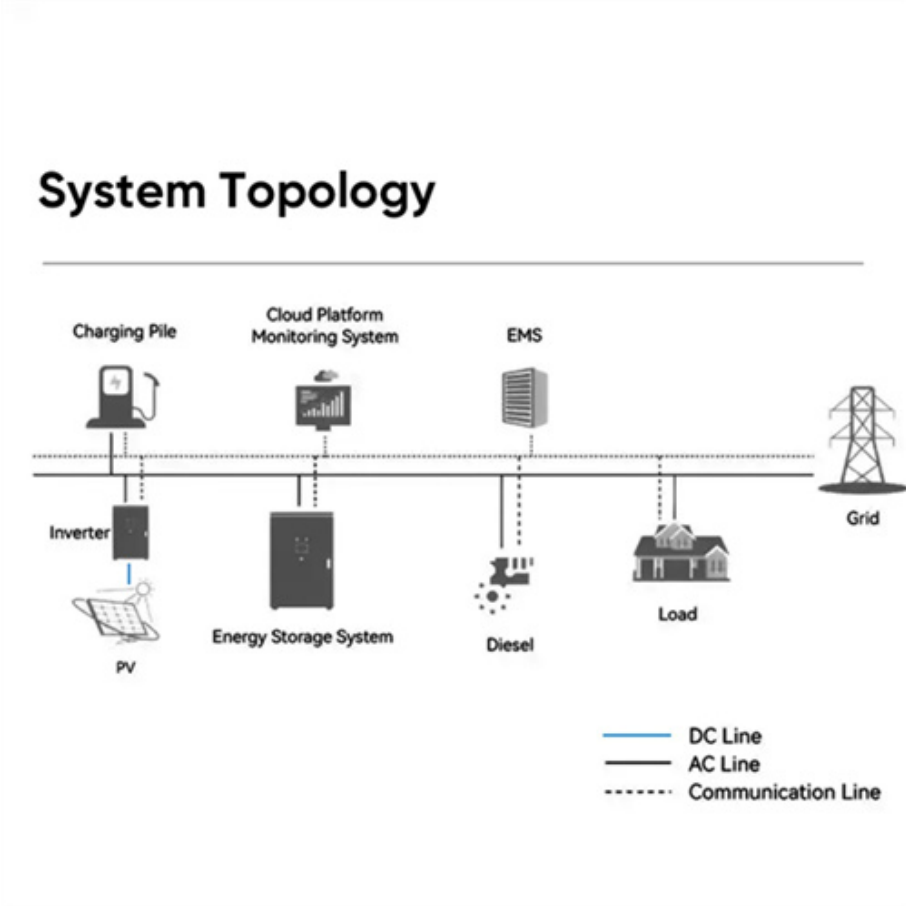 System Topology
Charging Pile
Cloud Platform
Monitoring System
EMS
Inverter
Grid
Energy Storage System
Diesel
Load
PV
DC Line
AC Line
Communication Line